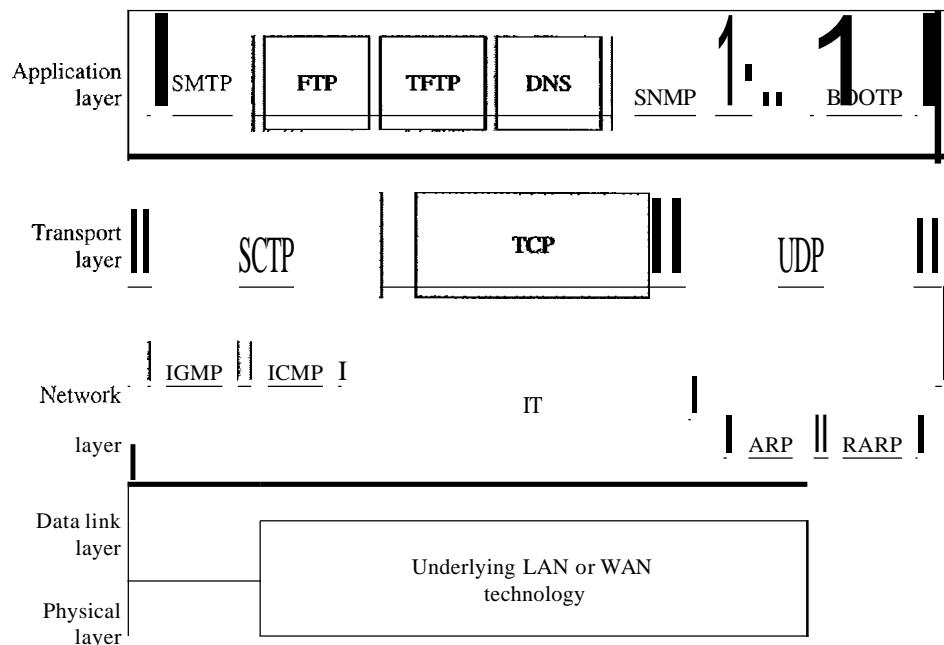 Application
layer
SMTP
FTP
TFTP
DNS
SNMP
BOOTP
Transport
layer
SCTP
TCP
UDP
IGMP
ICMP
I
Network
layer
IT
ARP
RARP
Data link
layer
Underlying LAN or WAN
technology
Physical
layer